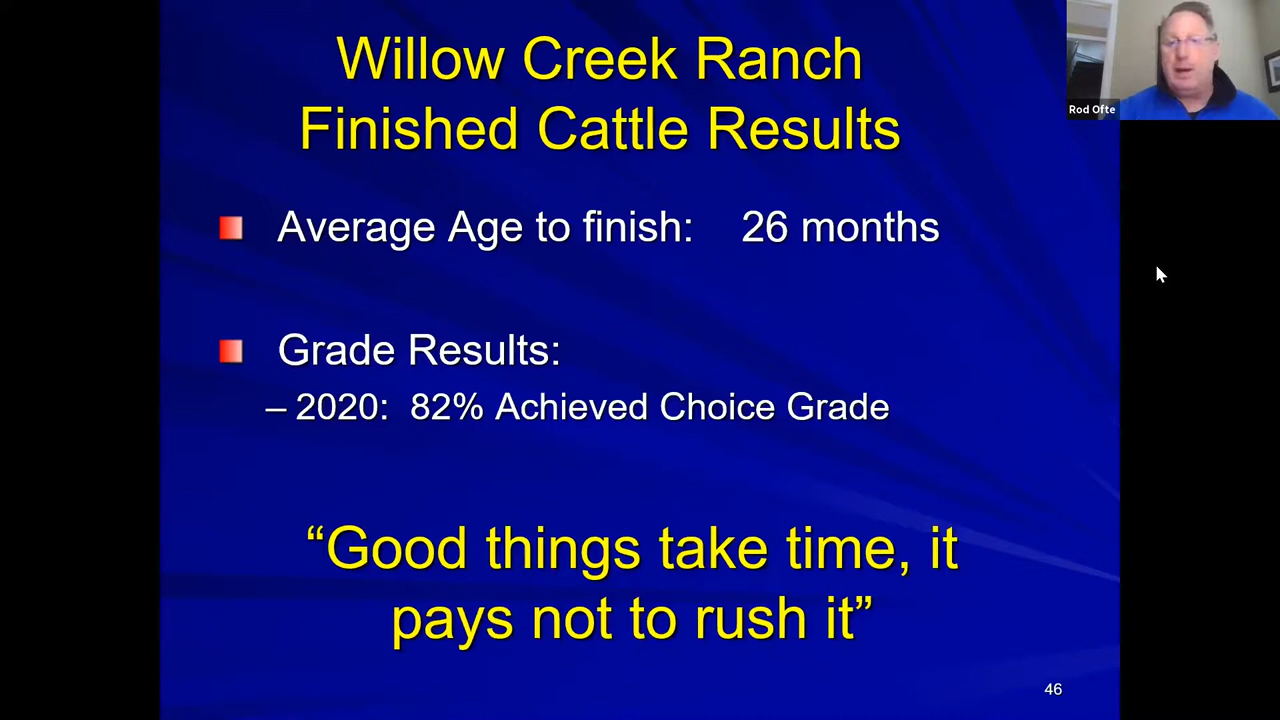 Willow Creek Ranch
Finished Cattle Results
Average Age to finish: 26 months
Grade Results:
– 2020: 82% Achieved Choice Grade
“Good things take time, it
pays not to rush it”
46
Rod Ofte